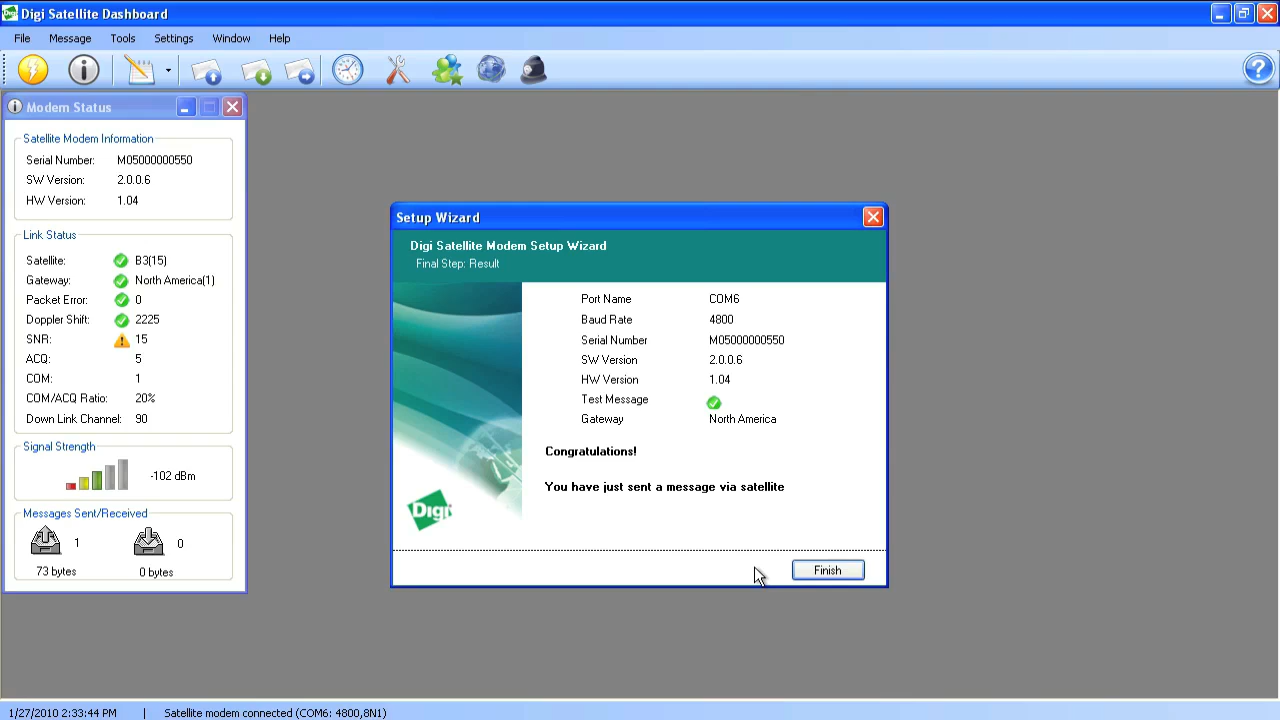 Digi Satellite Dashboard
File Message Tools Settings Window Help
Modem Status
Satellite Modem Information
Serial Number: M05000000550
SW Version: 2.0.0.6
HW Version: 1.04
Link Status
Satellite: B3(15)
Gateway: North America(1)
Packet Error: 0
Doppler Shift: 2225
SNR: 15
ACQ: 5
COM: 1
COM/ACQ Ratio: 20%
Down Link Channel: 90
Signal Strength
-102 dBm
Messages Sent/Received
1 0
73 bytes 0 bytes
Setup Wizard
Digi Satellite Modem Setup Wizard
Final Step: Result
Port Name COM6
Baud Rate 4800
Serial Number M05000000550
SW Version 2.0.0.6
HW Version 1.04
Test Message
Gateway North America
Congratulations!
You have just sent a message via satellite
Digi
Finish
1/27/2010 2:33:44 PM | Satellite modem connected (COM6: 4800,8N1)